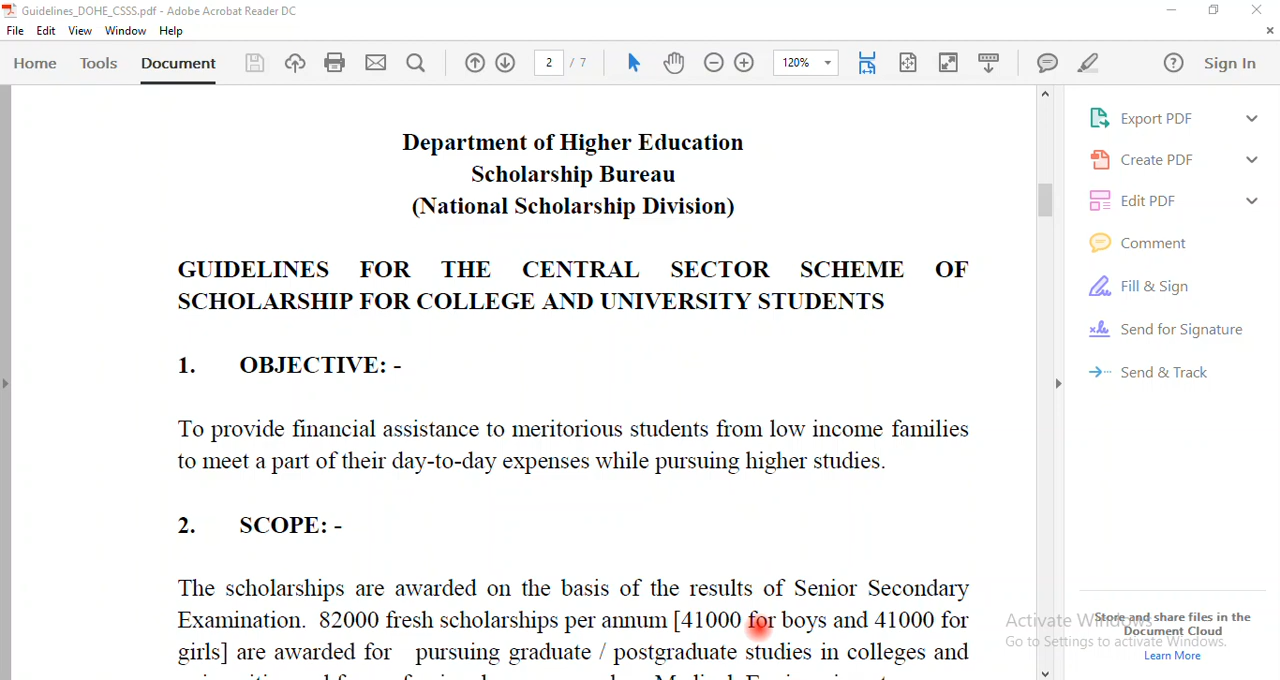 Guidelines_DOHE_CSSS.pdf - Adobe Acrobat Reader DC
File Edit View Window Help
Home Tools Document 2 / 7 120% Sign In
Department of Higher Education
Scholarship Bureau
(National Scholarship Division)
GUIDELINES FOR THE CENTRAL SECTOR SCHEME OF
SCHOLARSHIP FOR COLLEGE AND UNIVERSITY STUDENTS
1. OBJECTIVE: -
To provide financial assistance to meritorious students from low income families
to meet a part of their day-to-day expenses while pursuing higher studies.
2. SCOPE: -
The scholarships are awarded on the basis of the results of Senior Secondary
Examination. 82000 fresh scholarships per annum [41000 for boys and 41000 for
girls] are awarded for pursuing graduate / postgraduate studies in colleges and
Export PDF
Create PDF
Edit PDF
Comment
Fill & Sign
Send for Signature
Send & Track
Store and share files in the
Document Cloud
Learn More
Activate Windows
Go to Settings to activate Windows.